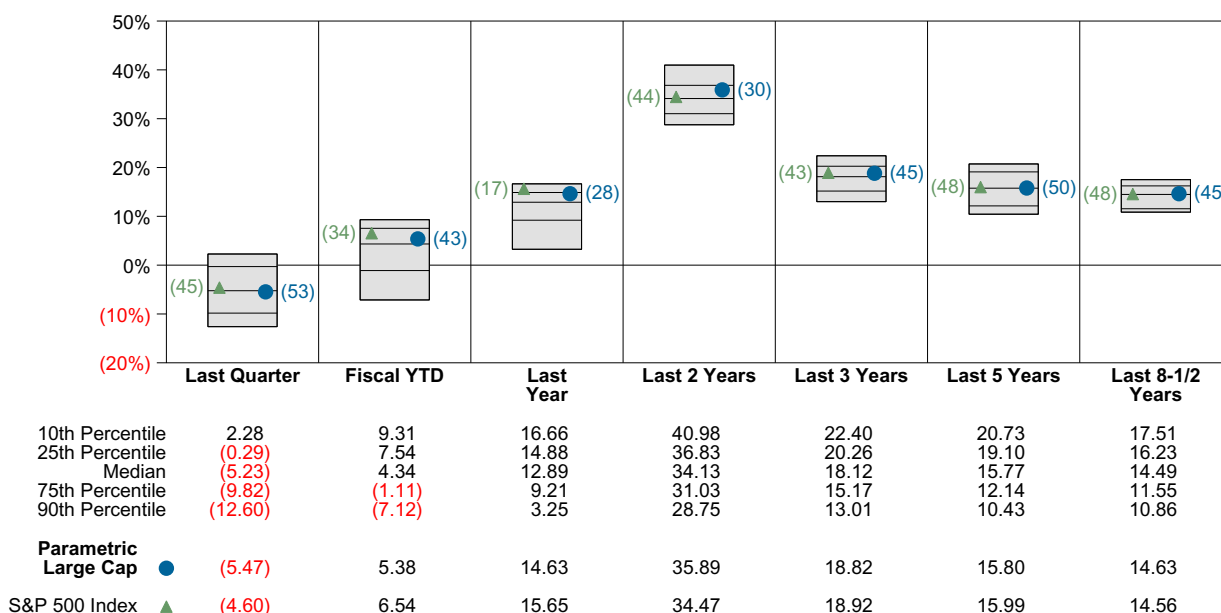 50%
40%
30%
20%
10%
0%
(10%)
(20%)
(45) (53)
(34) (43)
(17) (28)
(44) (30)
(43) (45)
(48) (50)
(48) (45
Last Quarter Fiscal YTD Last Year Last 2 Years Last 3 Years Last 5 Years Last 8-1/2 Years
10th Percentile 2.28 9.31 16.66 40.98 22.40 20.73 17.51
25th Percentile (0.29) 7.54 14.88 36.83 20.26 19.10 16.23
Median (5.23) 4.34 12.89 34.13 18.12 15.77 14.49
75th Percentile (9.82) (1.11) 9.21 31.03 15.17 12.14 11.55
90th Percentile (12.60) (7.12) 3.25 28.75 13.01 10.43 10.86
Parametric
Large Cap (5.47) 5.38 14.63 35.89 18.82 15.80 14.63
S&P 500 Index (4.60) 6.54 15.65 34.47 18.92 15.99 14.56